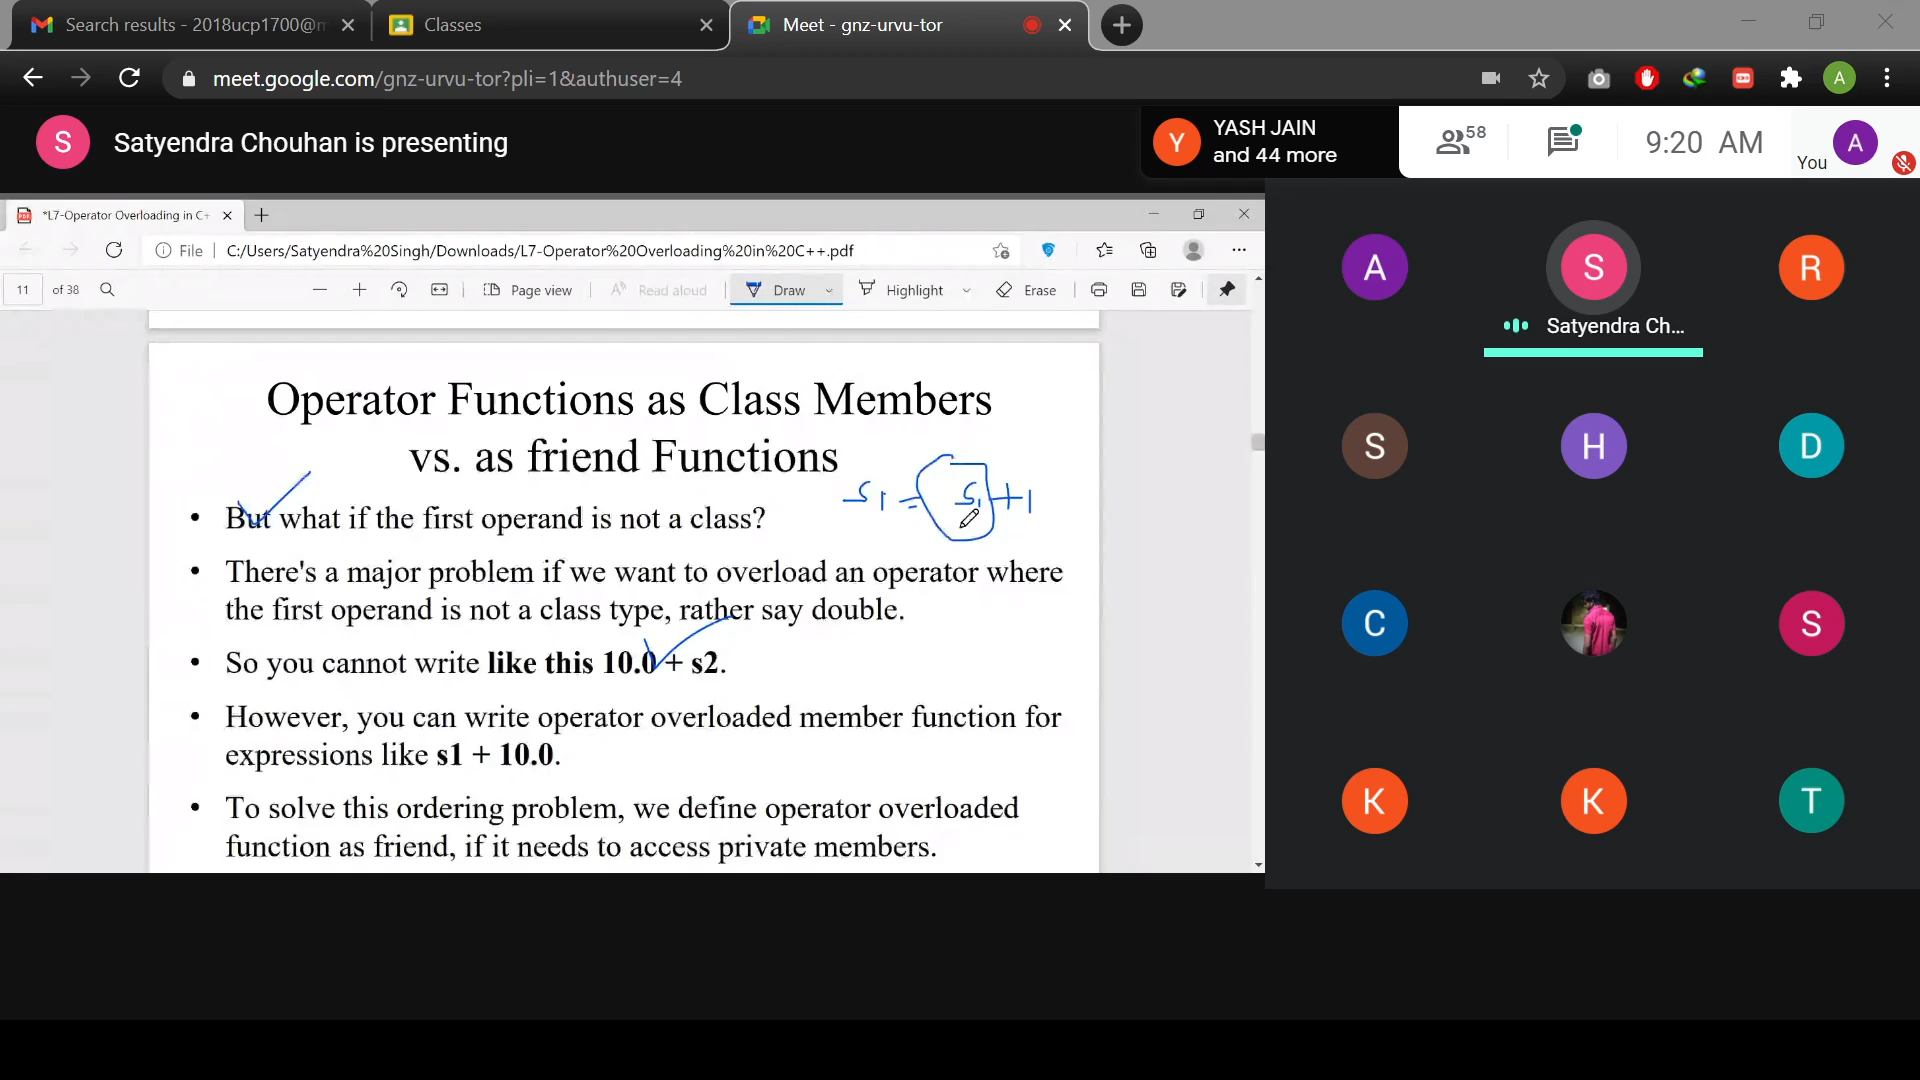 Search results - 2018ucp1700@m
Classes
Meet - gnz-urvu-tor
meet.google.com/gnz-urvu-tor?pli=1&authuser=4
A
S
Satyendra Chouhan is presenting
Y
YASH JAIN
and 44 more
58
9:20 AM
You
A
*L7-Operator Overloading in C+
File
C:/Users/Satyendra%20Singh/Downloads/L7-Operator%20Overloading%20in%20C++.pdf
11 of 38
Page view
Read aloud
Draw
Highlight
Erase
Operator Functions as Class Members
vs. as friend Functions
s1 = s1 + 1
• But what if the first operand is not a class?
• There's a major problem if we want to overload an operator where
the first operand is not a class type, rather say double.
• So you cannot write like this 10.0 + s2.
• However, you can write operator overloaded member function for
expressions like s1 + 10.0.
• To solve this ordering problem, we define operator overloaded
function as friend, if it needs to access private members.
A
S
R
Satyendra Ch...
S
H
D
C
S
K
K
T